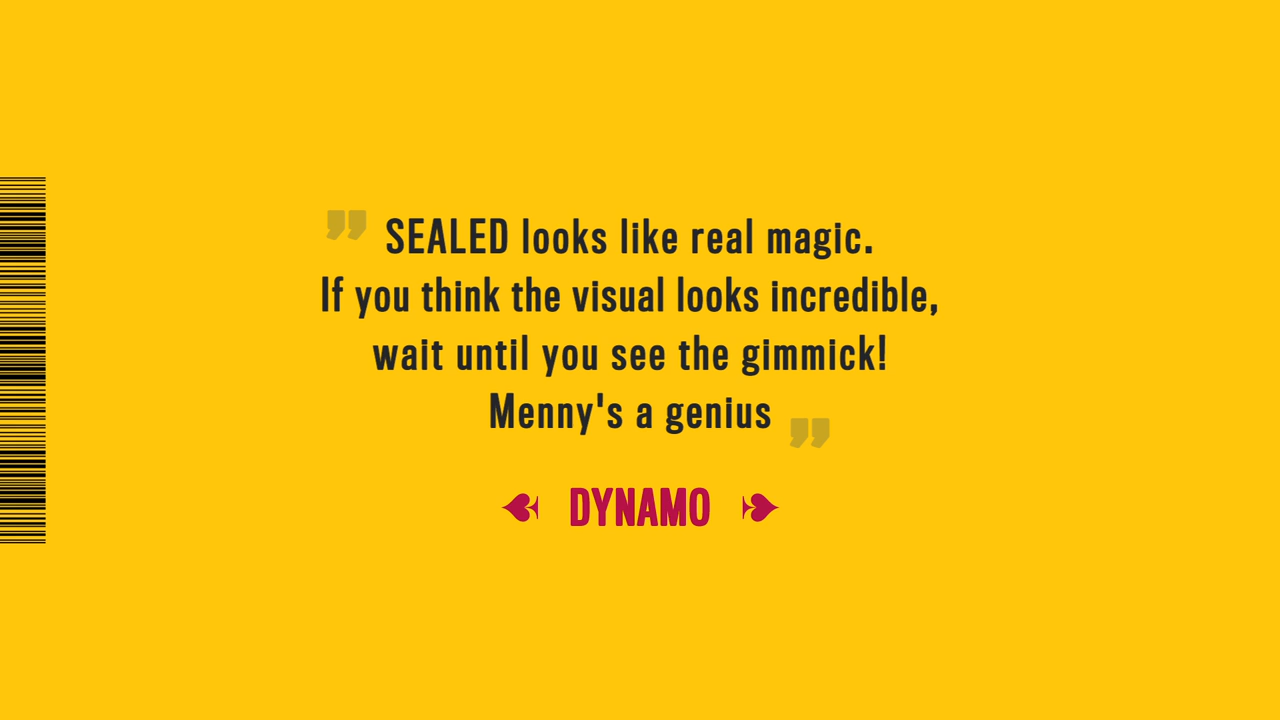 ” SEALED looks like real magic.
If you think the visual looks incredible,
wait until you see the gimmick!
Menny's a genius ”
DYNAMO